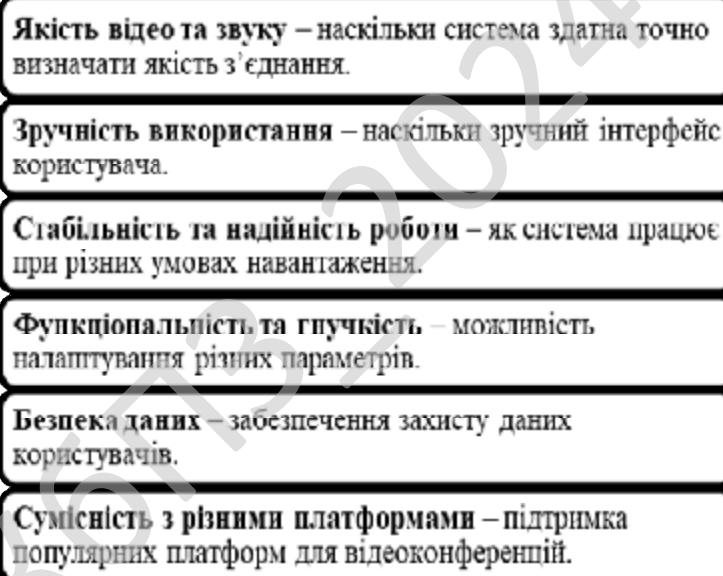 Якість відео та звуку – наскільки система здатна точно
визначати якість з’єднання.
Зручність використання – наскільки зручний інтерфейс
користувача.
Стабільність та надійність роботи – як система працює
при різних умовах навантаження.
Функціональність та гнучкість – можливість
налаштування різних параметрів.
Безпека даних – забезпечення захисту даних
користувачів.
Сумісність з різними платформами – підтримка
популярних платформ для відеоконференцій.